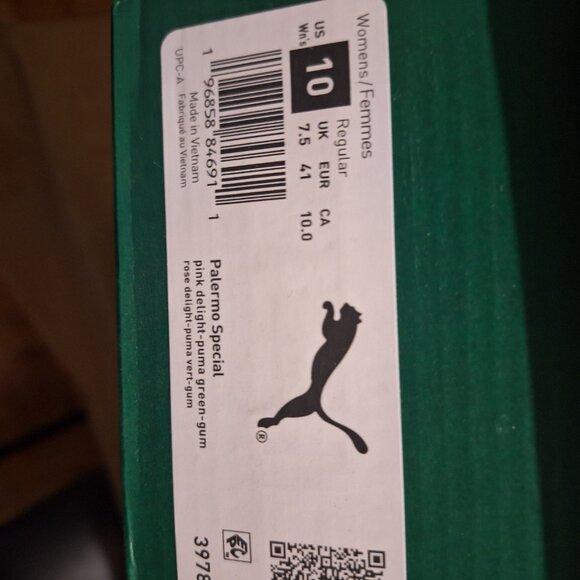 Womens/Femmes
Regular
US UK EUR CA
Wn's 10 7.5 41 10.0
1 96858 84691 1
UPC-A
Made in Vietnam
Fabriqué au Vietnam
Palermo Special
pink delight-puma green-gum
rose delight-puma vert-gum
®
3978